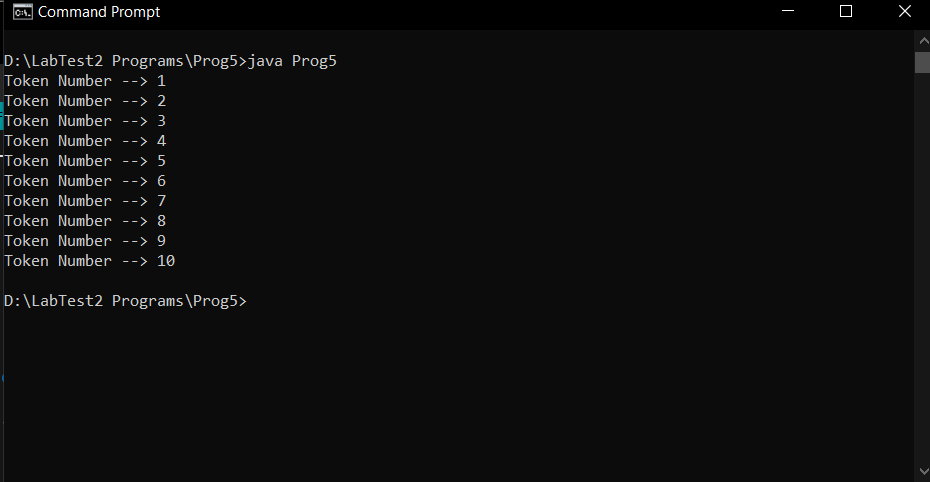 Command Prompt
D:\LabTest2 Programs\Prog5>java Prog5
Token Number --> 1
Token Number --> 2
Token Number --> 3
Token Number --> 4
Token Number --> 5
Token Number --> 6
Token Number --> 7
Token Number --> 8
Token Number --> 9
Token Number --> 10
D:\LabTest2 Programs\Prog5>